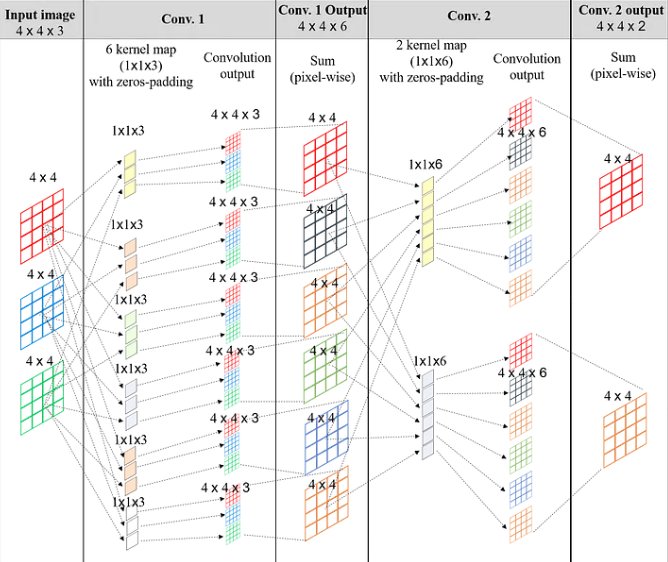 Input image
4 x 4 x 3
Conv. 1
Conv. 1 Output
4 x 4 x 6
Conv. 2
Conv. 2 output
4 x 4 x 2
6 kernel map
(1x1x3)
with zeros-padding
Convolution
output
Sum
(pixel-wise)
2 kernel map
(1x1x6)
with zeros-padding
Convolution
output
Sum
(pixel-wise)
4 x 4
4 x 4
4 x 4
1x1x3
1x1x3
1x1x3
1x1x3
1x1x3
1x1x3
4 x 4 x 3
4 x 4 x 3
4 x 4 x 3
4 x 4 x 3
4 x 4 x 3
4 x 4 x 3
4 x 4
4 x 4
4 x 4
4 x 4
4 x 4
4 x 4
1x1x6
1x1x6
4 x 4 x 6
4 x 4 x 6
4 x 4
4 x 4